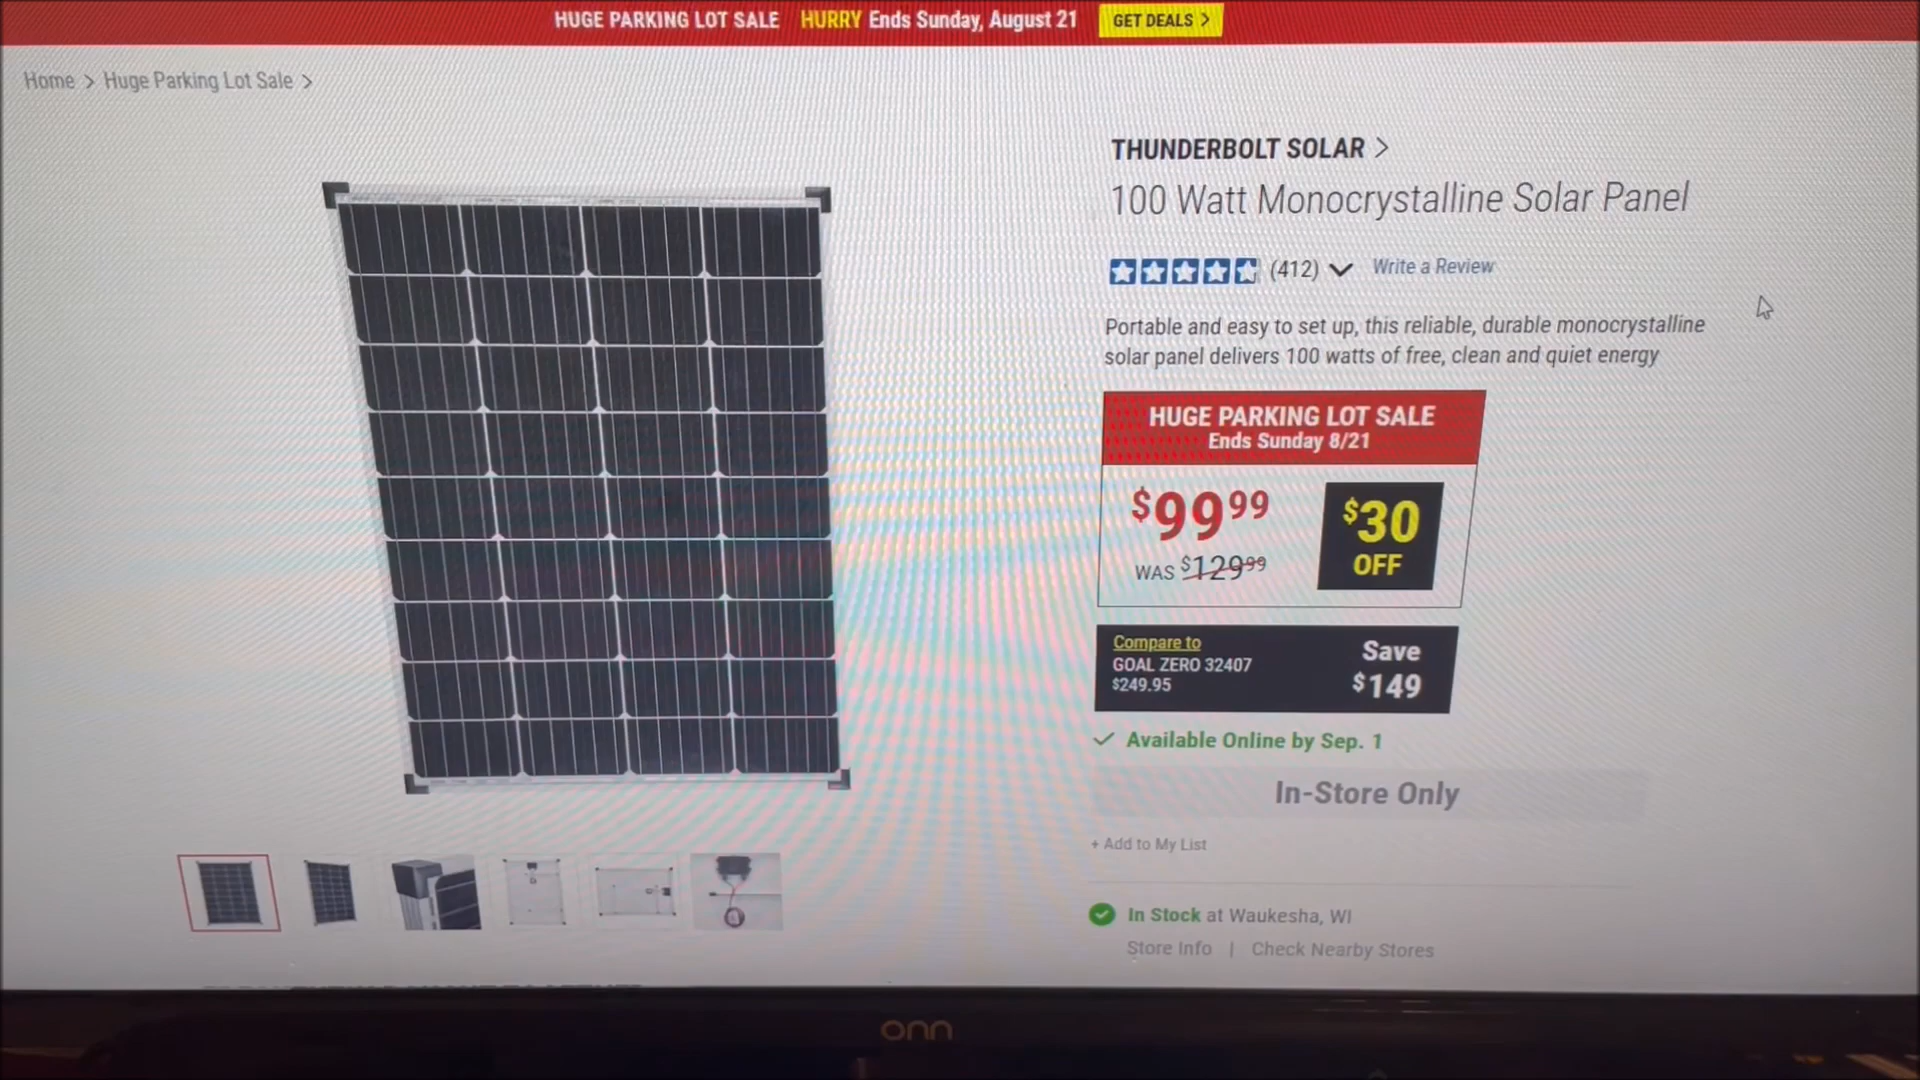 HUGE PARKING LOT SALE HURRY Ends Sunday, August 21 GET DEALS >
Home > Huge Parking Lot Sale >
THUNDERBOLT SOLAR >
100 Watt Monocrystalline Solar Panel
(412) Write a Review
Portable and easy to set up, this reliable, durable monocrystalline
solar panel delivers 100 watts of free, clean and quiet energy
HUGE PARKING LOT SALE
Ends Sunday 8/21
$99.99
WAS $129.99
$30
OFF
Compare to
GOAL ZERO 32407
$249.95
Save
$149
Available Online by Sep. 1
In-Store Only
+ Add to My List
In Stock at Waukesha, WI
Store Info | Check Nearby Stores
onn